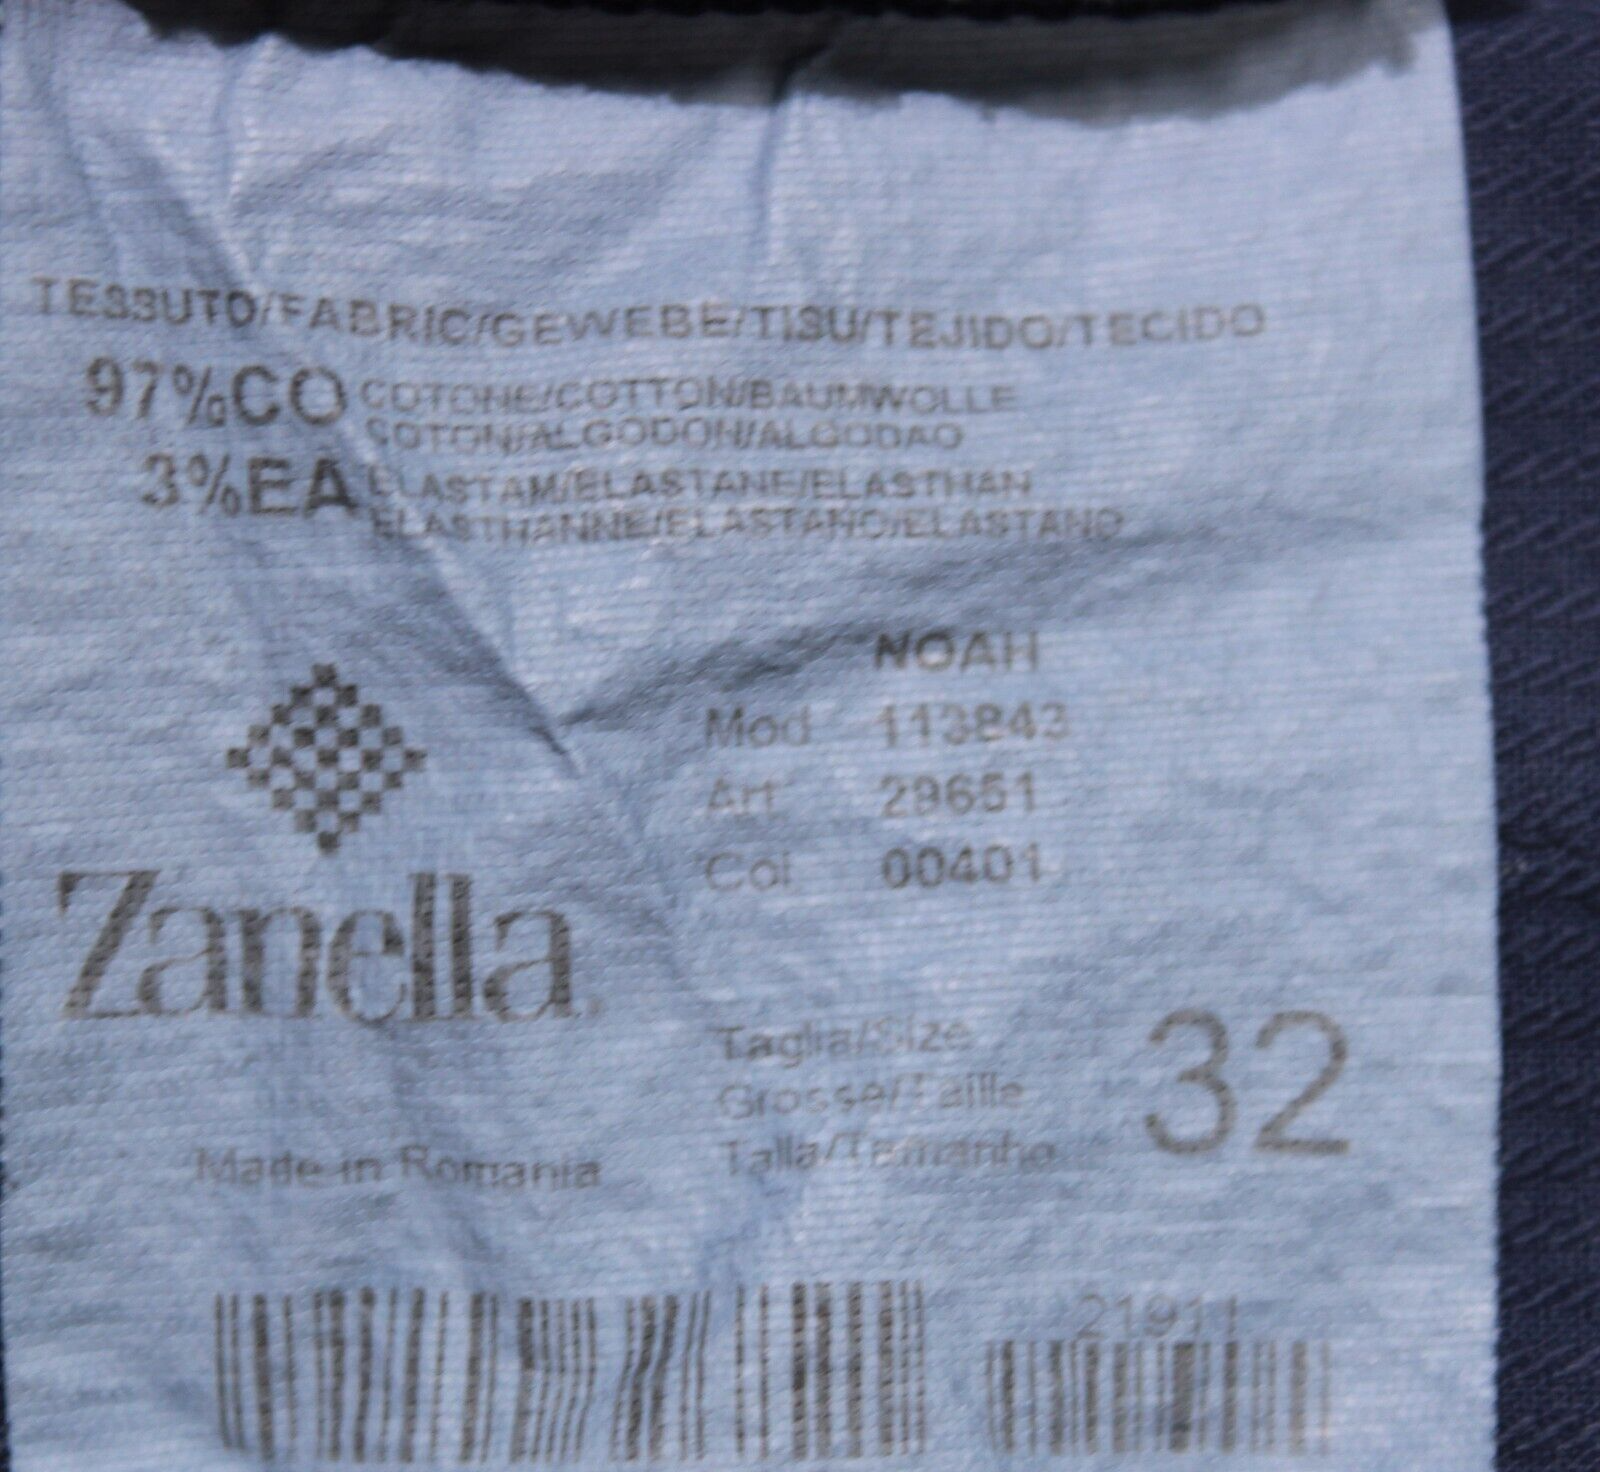 TESSUTO/FABRIC/GEWEBE/TISU/TEJIDO/TECIDO
97%CO COTONE/COTTON/BAUMWOLLE
COTON/ALGODON/ALGODAO
3%EA ELASTAM/ELASTANE/ELASTHAN
ELASTHANNE/ELASTANO/ELASTANO
NOAH
Mod 113843
Art 29651
Col 00401
Zanella
Taglia/Size
Grosse/Taille
Talla/Tamanho
32
Made in Romania
21911